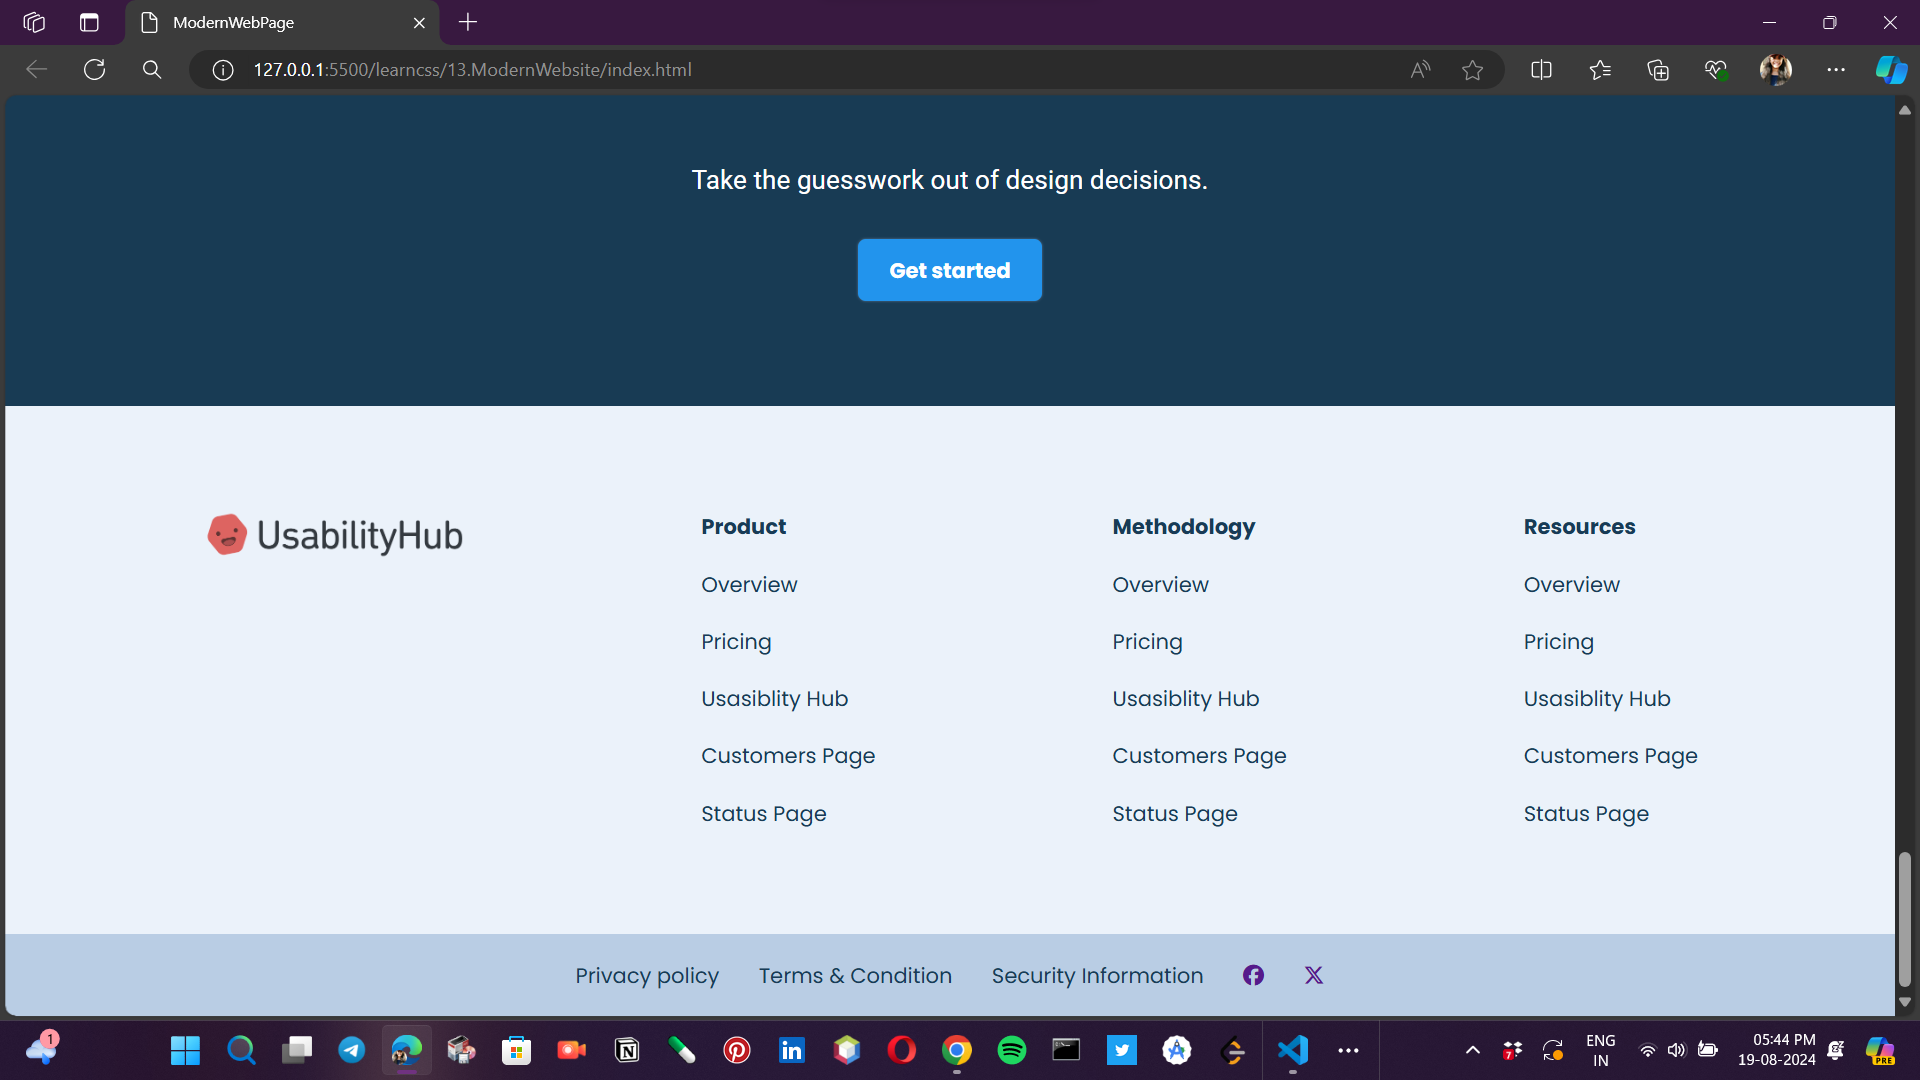 ModernWebPage
127.0.0.1:5500/learncss/13.ModernWebsite/index.html
Take the guesswork out of design decisions.
Get started
UsabilityHub
Product
Overview
Pricing
Usasiblity Hub
Customers Page
Status Page
Methodology
Overview
Pricing
Usasiblity Hub
Customers Page
Status Page
Resources
Overview
Pricing
Usasiblity Hub
Customers Page
Status Page
Privacy policy Terms & Condition Security Information
1
7
ENG
IN
05:44 PM
19-08-2024
PRE